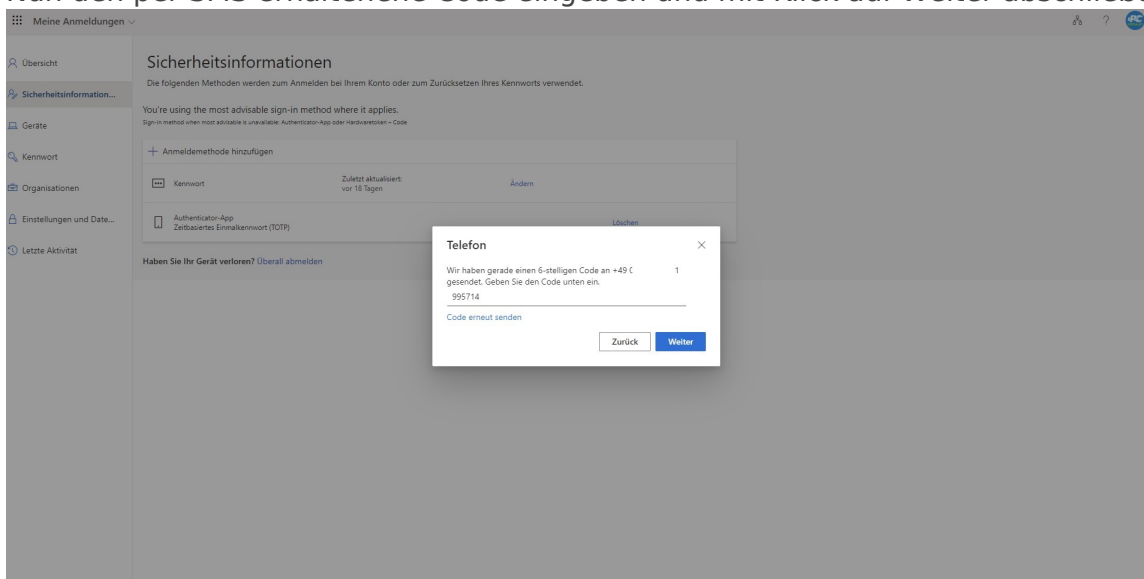 Nun den per SMS erhaltenene Code eingeben und mit Klick auf Weiter abschließe
Meine Anmeldungen
?
PC
Übersicht
Sicherheitsinformation...
Geräte
Kennwort
Organisationen
Einstellungen und Date...
Letzte Aktivität
Sicherheitsinformationen
Die folgenden Methoden werden zum Anmelden bei Ihrem Konto oder zum Zurücksetzen Ihres Kennworts verwendet.
You're using the most advisable sign-in method where it applies.
Sign-in method when most advisable is unavailable: Authenticator-App oder Hardwaretoken – Code
+ Anmeldemethode hinzufügen
Kennwort
Zuletzt aktualisiert:
vor 18 Tagen
Ändern
Authenticator-App
Zeitbasiertes Einmalkennwort (TOTP)
Löschen
Haben Sie Ihr Gerät verloren? Überall abmelden
Telefon
Wir haben gerade einen 6-stelligen Code an +49 1
gesendet. Geben Sie den Code unten ein.
995714
Code erneut senden
Zurück
Weiter